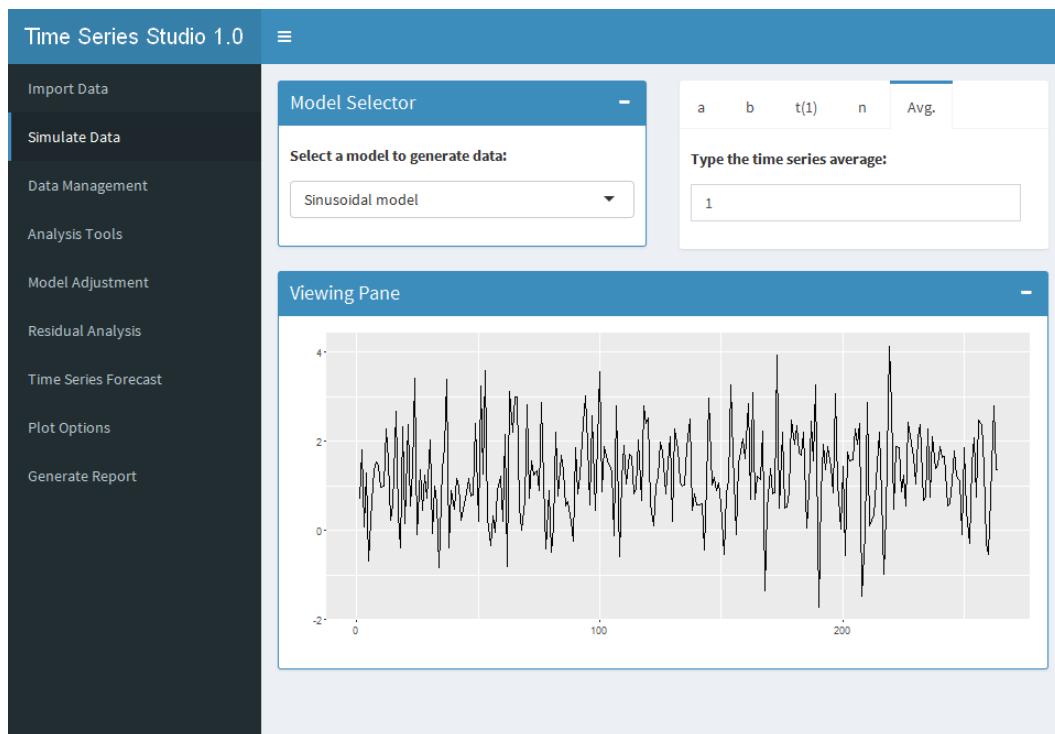 Time Series Studio 1.0
Import Data
Simulate Data
Data Management
Analysis Tools
Model Adjustment
Residual Analysis
Time Series Forecast
Plot Options
Generate Report
Model Selector
Select a model to generate data:
Sinusoidal model
a b t(1) n Avg.
Type the time series average:
1
Viewing Pane
4
2
0
-2
0 100 200